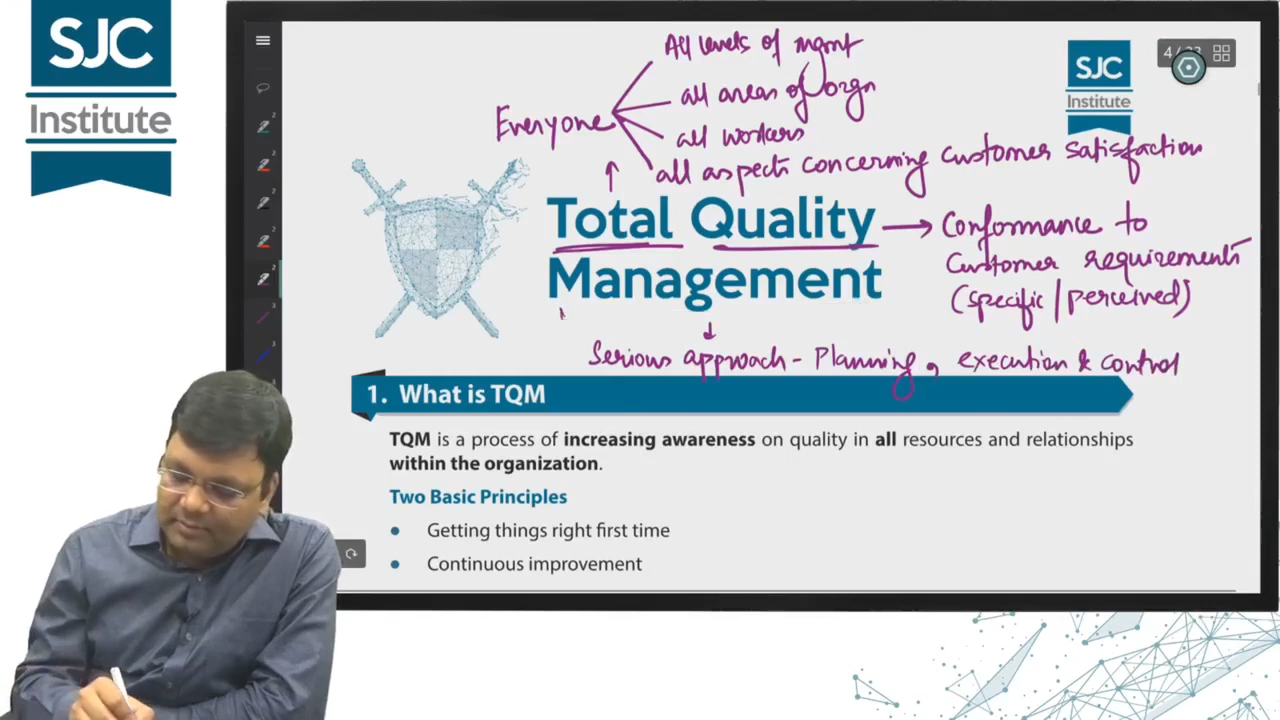 SJC
Institute
4 / 33
SJC
Institute
All levels of mgmt
all areas of orgn
Everyone
all workers
all aspects concerning customer satisfaction
Total Quality
Management
Conformance to
Customer requirements
(specific/perceived)
Serious approach - Planning, execution & control
1. What is TQM
TQM is a process of increasing awareness on quality in all resources and relationships
within the organization.
Two Basic Principles
• Getting things right first time
• Continuous improvement